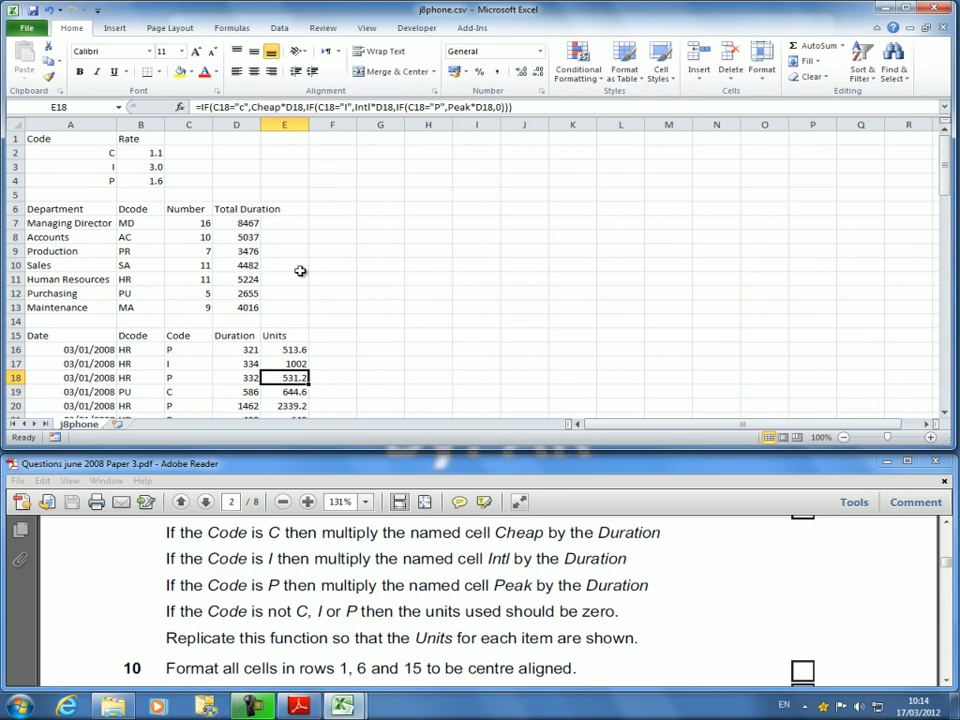 j8phone.csv - Microsoft Excel
File Home Insert Page Layout Formulas Data Review View Developer Add-Ins
Calibri 11 A A Wrap Text General AutoSum
Paste B I U A Merge & Center % , Conditional Formatting Format as Table Cell Styles Insert Delete Format Fill Clear Sort & Filter Find & Select
Clipboard Font Alignment Number Styles Cells Editing
E18 fx =IF(C18="c",Cheap*D18,IF(C18="I",Intl*D18,IF(C18="P",Peak*D18,0)))
A B C D E F G H I J K L M N O P Q R
1 Code Rate
2 C 1.1
3 I 3.0
4 P 1.6
5
6 Department Dcode Number Total Duration
7 Managing Director MD 16 8467
8 Accounts AC 10 5037
9 Production PR 7 3476
10 Sales SA 11 4482
11 Human Resources HR 11 5224
12 Purchasing PU 5 2655
13 Maintenance MA 9 4016
14
15 Date Dcode Code Duration Units
16 03/01/2008 HR P 321 513.6
17 03/01/2008 HR I 334 1002
18 03/01/2008 HR P 332 531.2
19 03/01/2008 PU C 586 644.6
20 03/01/2008 HR P 1462 2339.2
j8phone
Ready 100%
Questions june 2008 Paper 3.pdf - Adobe Reader
File Edit View Window Help
2 / 8 131% Tools Comment
If the Code is C then multiply the named cell Cheap by the Duration
If the Code is I then multiply the named cell Intl by the Duration
If the Code is P then multiply the named cell Peak by the Duration
If the Code is not C, I or P then the units used should be zero.
Replicate this function so that the Units for each item are shown.
10 Format all cells in rows 1, 6 and 15 to be centre aligned.
EN 10:14
17/03/2012